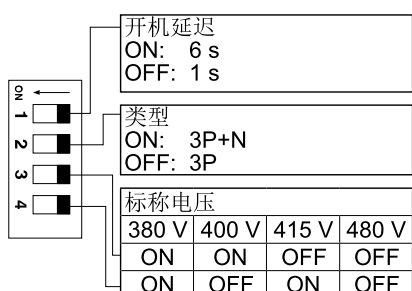 开机延迟
ON: 6 s
OFF: 1 s
ON
1
2
3
4
类型
ON: 3P+N
OFF: 3P
标称电压
380 V 400 V 415 V 480 V
ON ON OFF OFF
ON OFF ON OFF